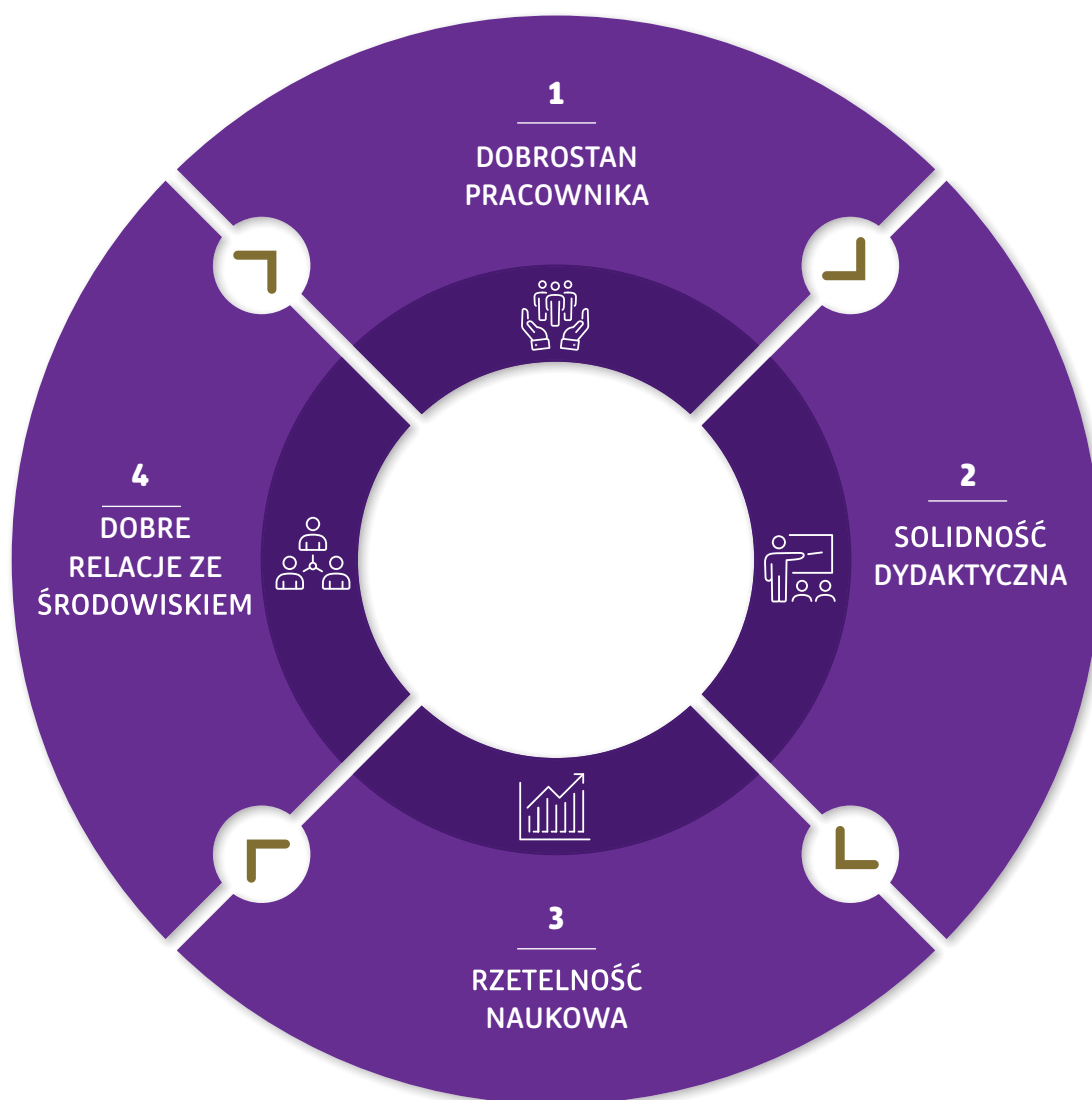 1
DOBROSTAN
PRACOWNIKA
2
SOLIDNOŚĆ
DYDAKTYCZNA
3
RZETELNOŚĆ
NAUKOWA
4
DOBRE
RELACJE ZE
ŚRODOWISKIEM